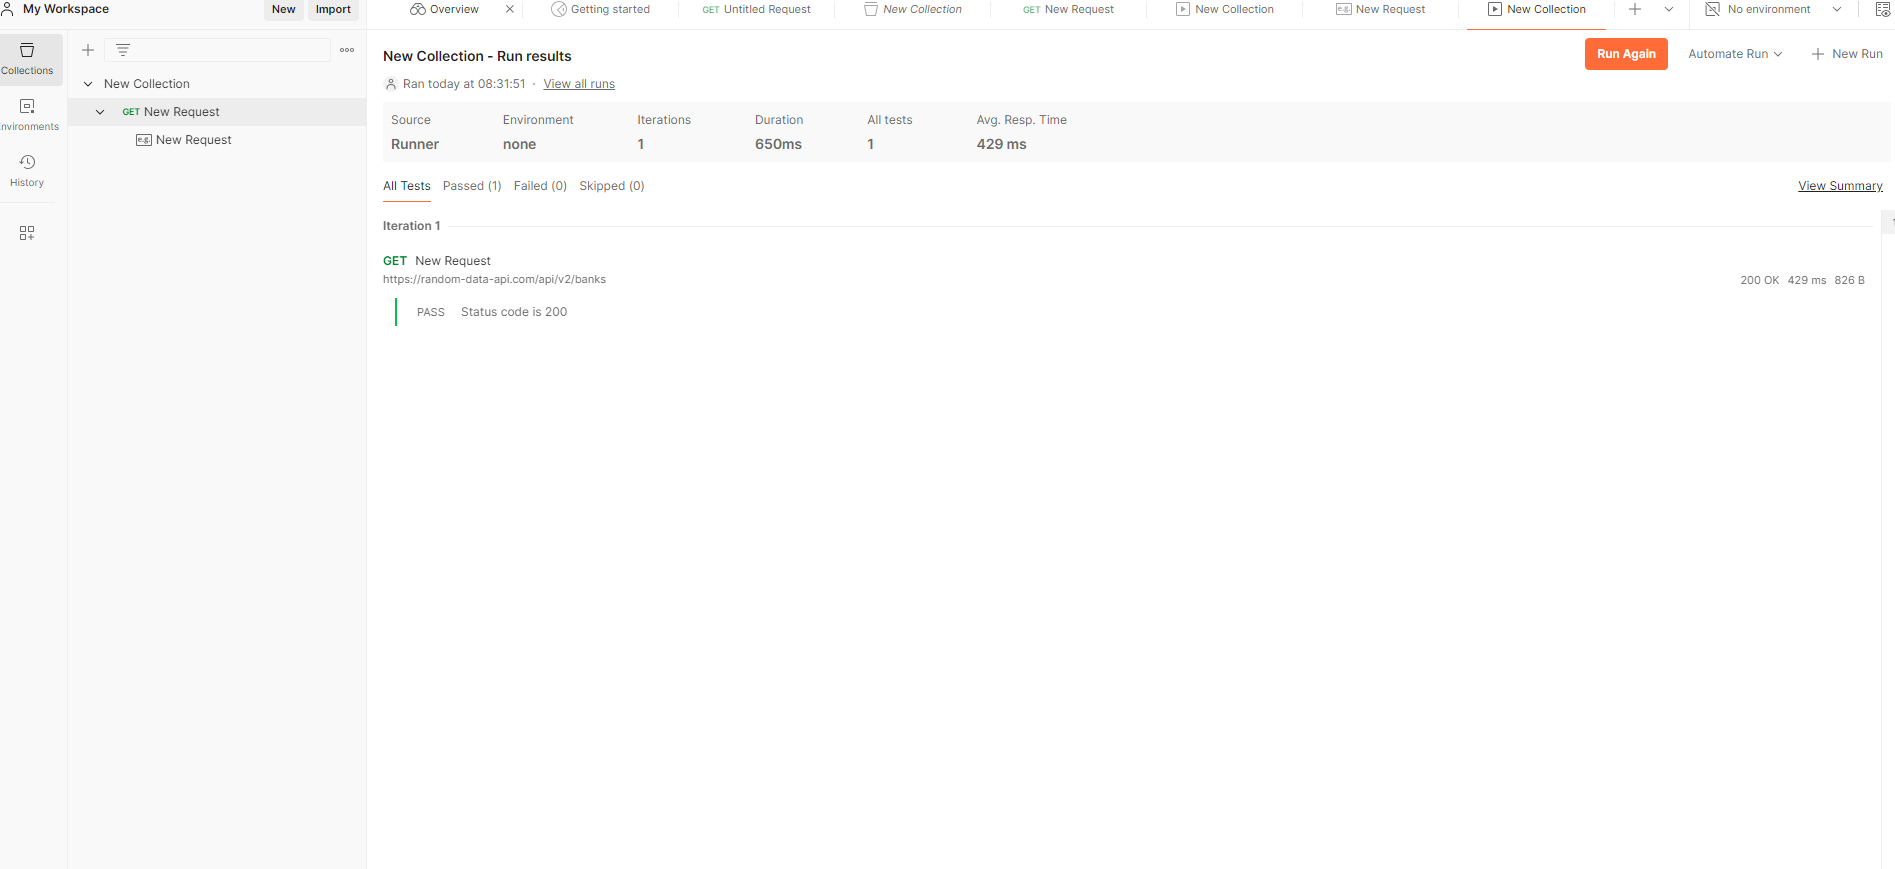 My Workspace New Import
Overview Getting started GET Untitled Request New Collection GET New Request New Collection e.g. New Request New Collection No environment
Collections
Environments
History
New Collection
GET New Request
e.g. New Request
New Collection - Run results
Run Again Automate Run New Run
Ran today at 08:31:51 · View all runs
Source Environment Iterations Duration All tests Avg. Resp. Time
Runner none 1 650ms 1 429 ms
All Tests Passed (1) Failed (0) Skipped (0) View Summary
Iteration 1
1
GET New Request
https://random-data-api.com/api/v2/banks
200 OK 429 ms 826 B
PASS Status code is 200